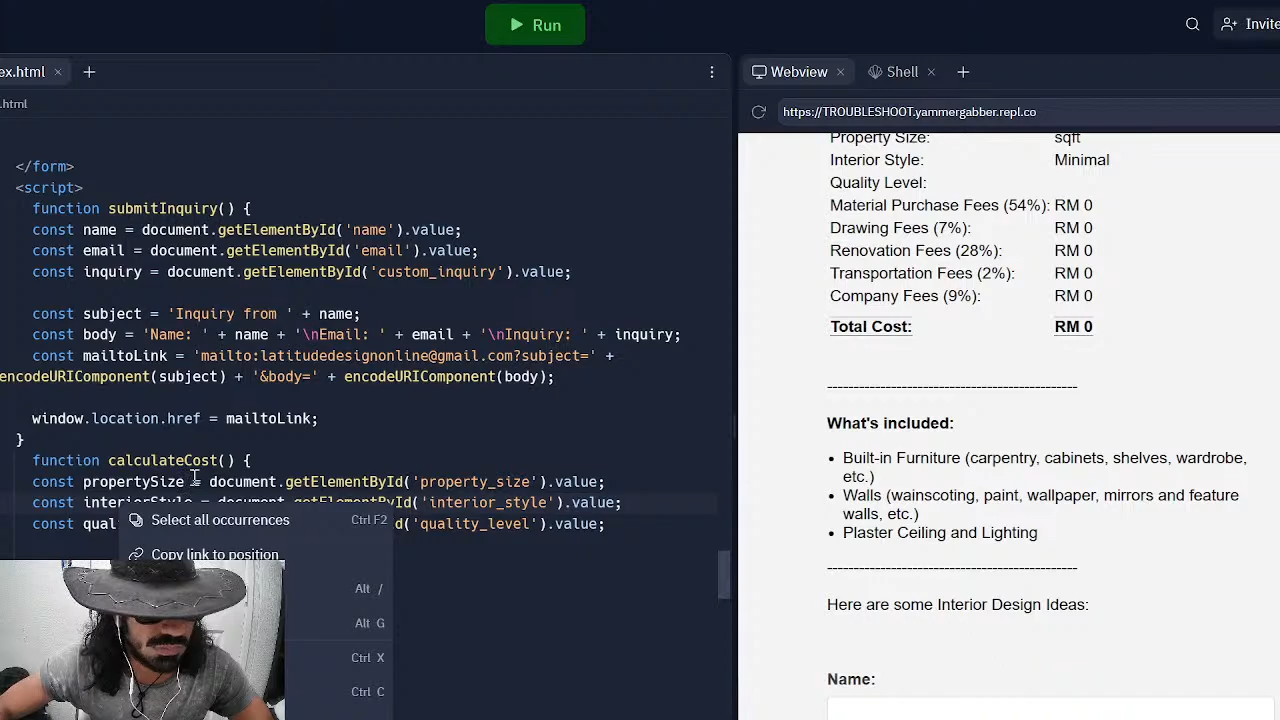 Run
Invite
ex.html
Webview
Shell
.html
https://TROUBLESHOOT.yammergabber.repl.co
</form>
<script>
function submitInquiry() {
const name = document.getElementById('name').value;
const email = document.getElementById('email').value;
const inquiry = document.getElementById('custom_inquiry').value;
const subject = 'Inquiry from ' + name;
const body = 'Name: ' + name + '\nEmail: ' + email + '\nInquiry: ' + inquiry;
const mailtoLink = 'mailto:latitudedesignonline@gmail.com?subject=' +
encodeURIComponent(subject) + '&body=' + encodeURIComponent(body);
window.location.href = mailtoLink;
}
function calculateCost() {
const propertySize = document.getElementById('property_size').value;
const interiorStyle = document.getElementById('interior_style').value;
const qual d('quality_level').value;
Select all occurrences Ctrl F2
Copy link to position
Alt /
Alt G
Ctrl X
Ctrl C
Property Size: sqft
Interior Style: Minimal
Quality Level:
Material Purchase Fees (54%): RM 0
Drawing Fees (7%): RM 0
Renovation Fees (28%): RM 0
Transportation Fees (2%): RM 0
Company Fees (9%): RM 0
Total Cost: RM 0
----------------------------------------------
What's included:
Built-in Furniture (carpentry, cabinets, shelves, wardrobe,
etc.)
Walls (wainscoting, paint, wallpaper, mirrors and feature
walls, etc.)
Plaster Ceiling and Lighting
----------------------------------------------
Here are some Interior Design Ideas:
Name: